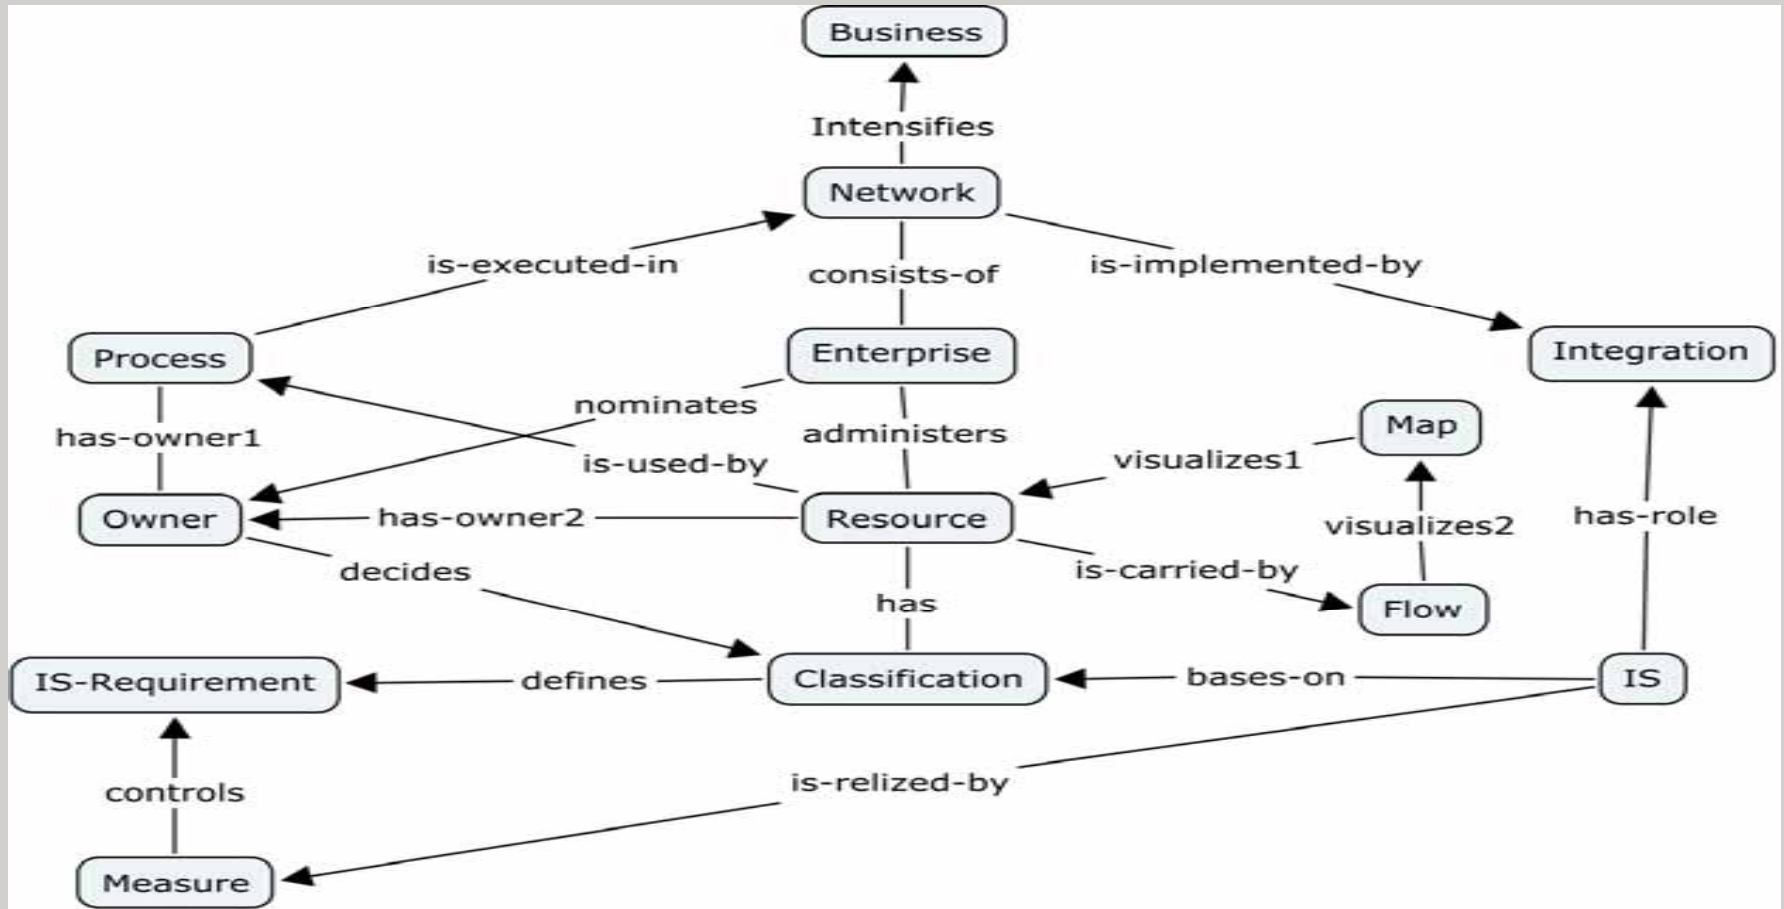 Business
Intensifies
Network
is-executed-in
consists-of
is-implemented-by
Process
Enterprise
Integration
nominates
has-owner1
administers
Map
is-used-by
visualizes1
Owner
has-owner2
Resource
visualizes2
has-role
decides
is-carried-by
has
Flow
IS-Requirement
defines
Classification
bases-on
IS
controls
is-relized-by
Measure